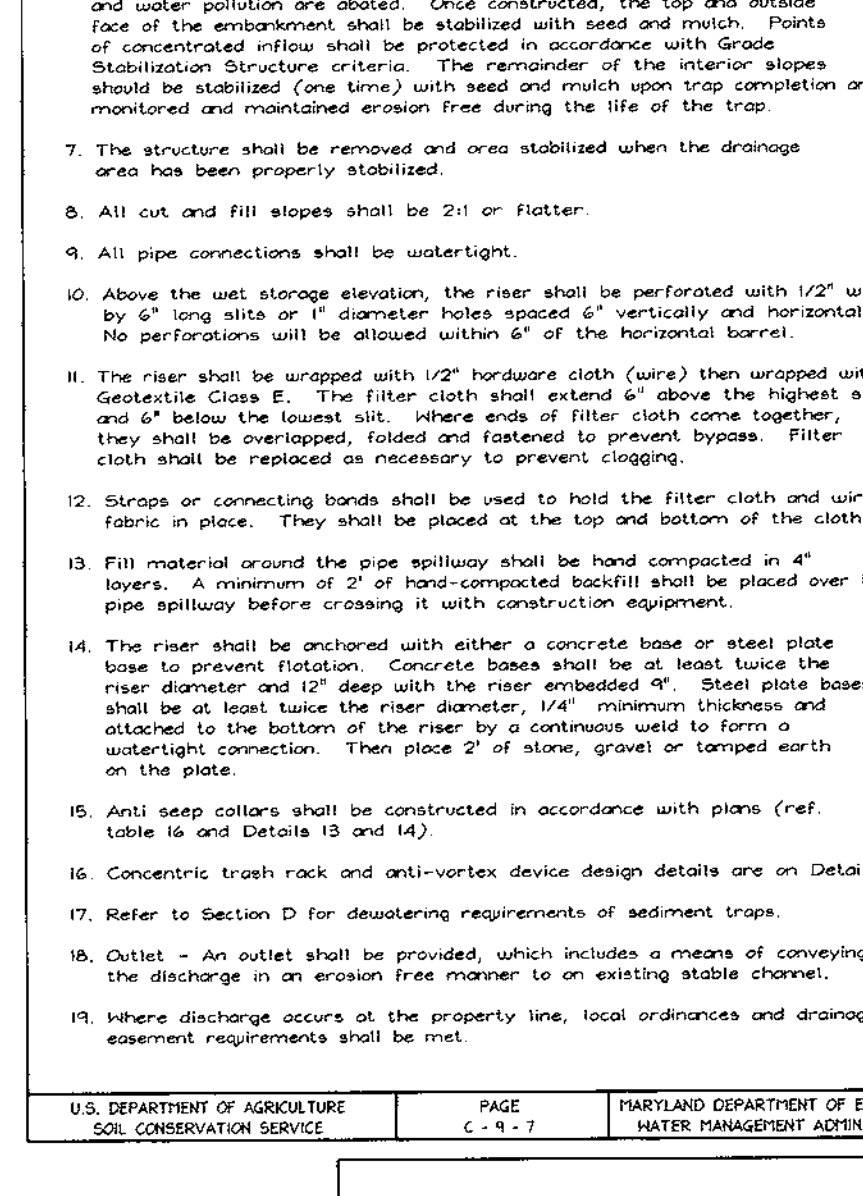 and water pollution are abated. Once constructed, the top and outside
face of the embankment shall be stabilized with seed and mulch. Points
of concentrated inflow shall be protected in accordance with Grade
Stabilization Structure criteria. The remainder of the interior slopes
should be stabilized (one time) with seed and mulch upon trap completion
monitored and maintained erosion free during the life of the trap.
7. The structure shall be removed and area stabilized when the drainage
area has been properly stabilized.
8. All cut and fill slopes shall be 2:1 or flatter.
9. All pipe connections shall be watertight.
10. Above the wet storage elevation, the riser shall be perforated with 1/2" w
by 6" long slits or 1" diameter holes spaced 6" vertically and horizontal
No perforations will be allowed within 6" of the horizontal barrel.
11. The riser shall be wrapped with 1/2" hardware cloth (wire) then wrapped wit
Geotextile Class E. The filter cloth shall extend 6" above the highest s
and 6" below the lowest slit. Where ends of filter cloth come together,
they shall be overlapped, folded and fastened to prevent bypass. Filter
cloth shall be replaced as necessary to prevent clogging.
12. Straps or connecting bands shall be used to hold the filter cloth and wir
fabric in place. They shall be placed at the top and bottom of the cloth
13. Fill material around the pipe spillway shall be hand compacted in 4"
layers. A minimum of 2' of hand-compacted backfill shall be placed over
pipe spillway before crossing it with construction equipment.
14. The riser shall be anchored with either a concrete base or steel plate
base to prevent flotation. Concrete bases shall be at least twice the
riser diameter and 12" deep with the riser embedded 9". Steel plate bases
shall be at least twice the riser diameter, 1/4" minimum thickness and
attached to the bottom of the riser by a continuous weld to form a
watertight connection. Then place 2' of stone, gravel or tamped earth
on the plate.
15. Anti seep collars shall be constructed in accordance with plans (ref.
table 16 and Details 13 and 14).
16. Concentric trash rack and anti-vortex device design details are on Detai
17. Refer to Section D for dewatering requirements of sediment traps.
18. Outlet - An outlet shall be provided, which includes a means of conveying
the discharge in an erosion free manner to an existing stable channel.
19. Where discharge occurs at the property line, local ordinances and drainag
easement requirements shall be met.
U.S. DEPARTMENT OF AGRICULTURE
SOIL CONSERVATION SERVICE
PAGE
C - 9 - 7
MARYLAND DEPARTMENT OF E
WATER MANAGEMENT ADMIN